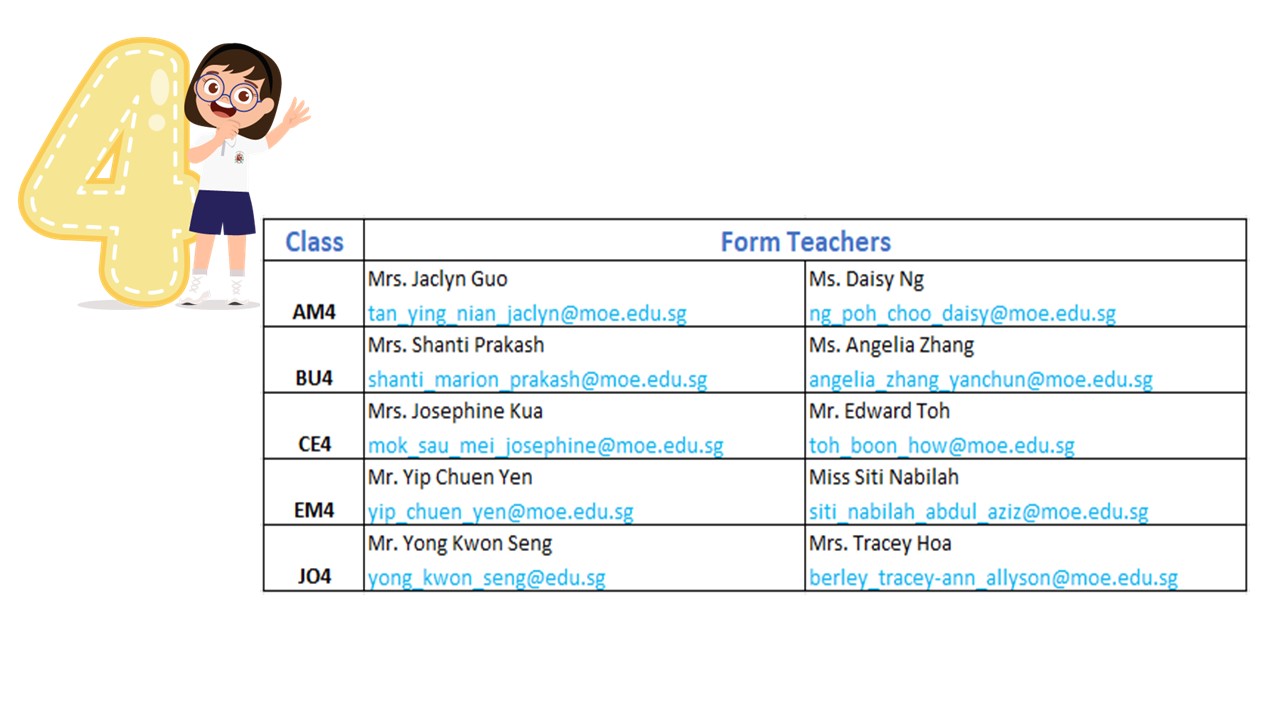 4
Class Form Teachers
AM4
Mrs. Jaclyn Guo
tan_ying_nian_jaclyn@moe.edu.sg
Ms. Daisy Ng
ng_poh_choo_daisy@moe.edu.sg
BU4
Mrs. Shanti Prakash
shanti_marion_prakash@moe.edu.sg
Ms. Angelia Zhang
angelia_zhang_yanchun@moe.edu.sg
CE4
Mrs. Josephine Kua
mok_sau_mei_josephine@moe.edu.sg
Mr. Edward Toh
toh_boon_how@moe.edu.sg
EM4
Mr. Yip Chuen Yen
yip_chuen_yen@moe.edu.sg
Miss Siti Nabilah
siti_nabilah_abdul_aziz@moe.edu.sg
JO4
Mr. Yong Kwon Seng
yong_kwon_seng@edu.sg
Mrs. Tracey Hoa
berley_tracey-ann_allyson@moe.edu.sg